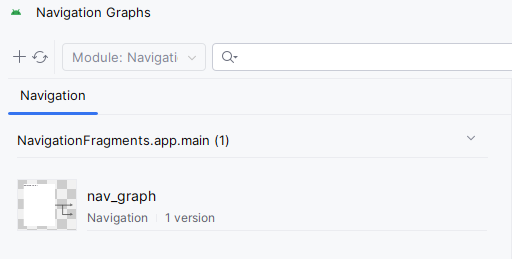 Navigation Graphs
Module: Navigati
Navigation
NavigationFragments.app.main (1)
nav_graph
Navigation 1 version